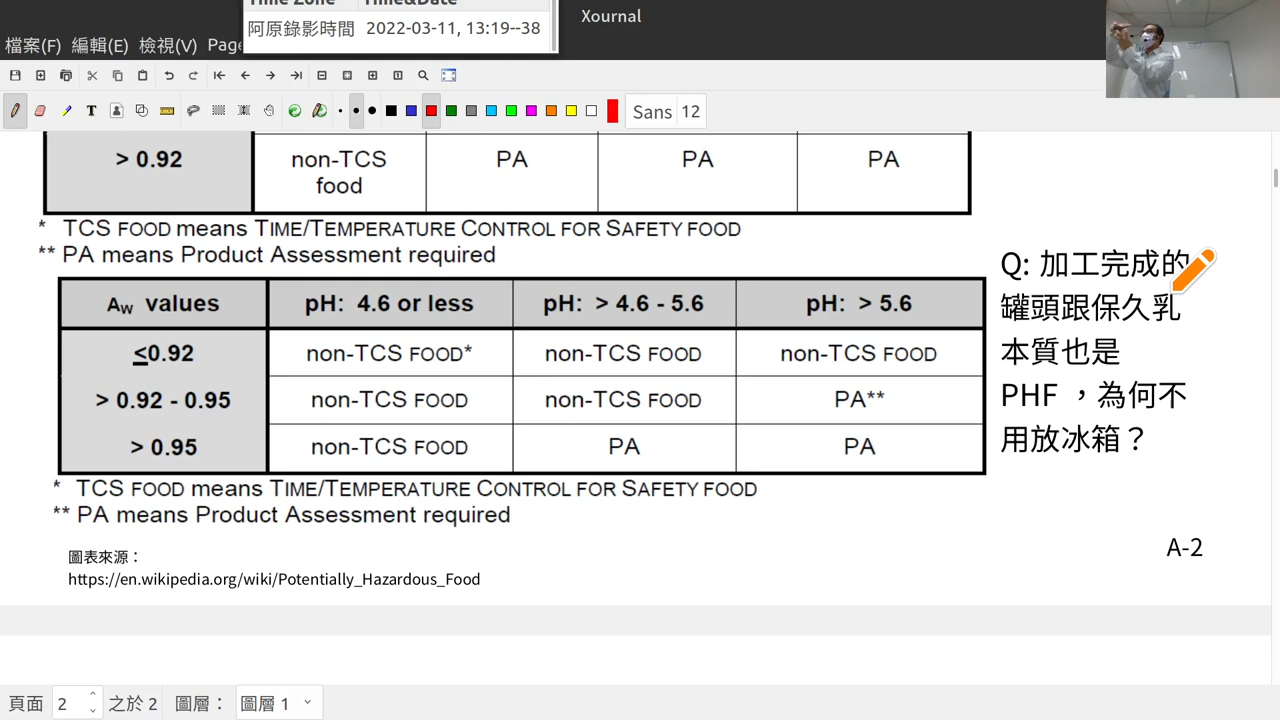 Time Zone Time&Date
Xournal
阿原錄影時間 2022-03-11, 13:19--38
檔案(F) 編輯(E) 檢視(V) Page
T
Sans 12
> 0.92 non-TCS food PA PA PA
* TCS FOOD means TIME/TEMPERATURE CONTROL FOR SAFETY FOOD
** PA means Product Assessment required
AW values pH: 4.6 or less pH: > 4.6 - 5.6 pH: > 5.6
≤0.92 non-TCS FOOD* non-TCS FOOD non-TCS FOOD
> 0.92 - 0.95 non-TCS FOOD non-TCS FOOD PA**
> 0.95 non-TCS FOOD PA PA
* TCS FOOD means TIME/TEMPERATURE CONTROL FOR SAFETY FOOD
** PA means Product Assessment required
Q: 加工完成的
罐頭跟保久乳
本質也是
PHF ，為何不
用放冰箱？
A-2
圖表來源：
https://en.wikipedia.org/wiki/Potentially_Hazardous_Food
頁面 2 之於 2 圖層： 圖層 1